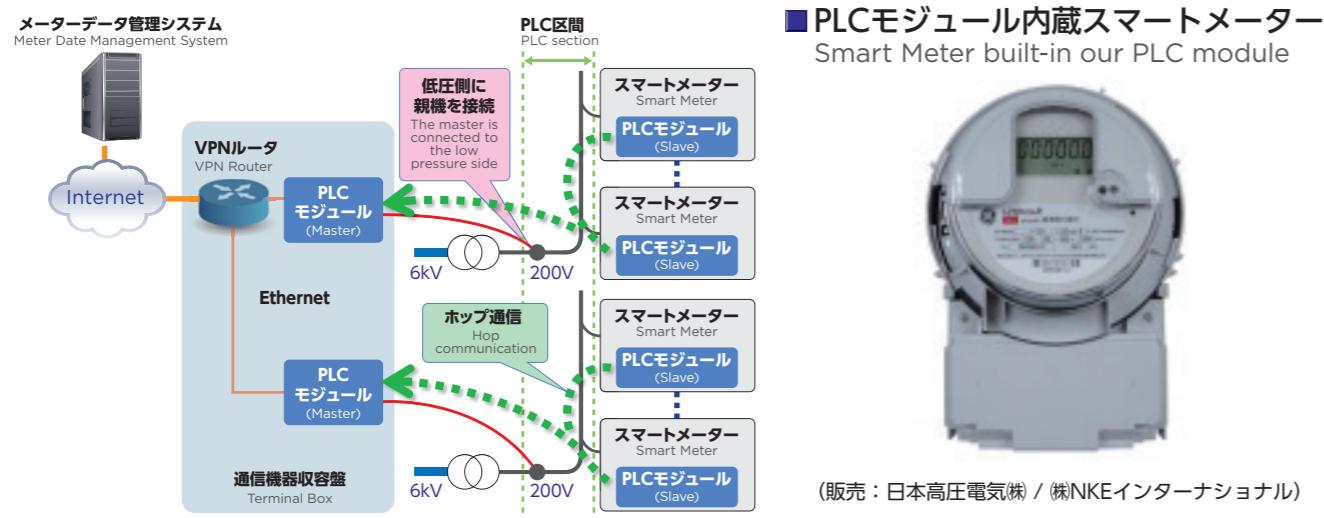 メーターデータ管理システム
Meter Date Management System
Internet
VPNルータ
VPN Router
PLC
モジュール
(Master)
Ethernet
PLC
モジュール
(Master)
通信機器収容盤
Terminal Box
低圧側に
親機を接続
The master is
connected to
the low
pressure side
PLC区間
PLC section
6kV
200V
スマートメーター
Smart Meter
PLCモジュール
(Slave)
スマートメーター
Smart Meter
PLCモジュール
(Slave)
ホップ通信
Hop
communication
6kV
200V
スマートメーター
Smart Meter
PLCモジュール
(Slave)
スマートメーター
Smart Meter
PLCモジュール
(Slave)
■PLCモジュール内蔵スマートメーター
Smart Meter built-in our PLC module
(販売:日本高圧電気㈱ / ㈱NKEインターナショナル)